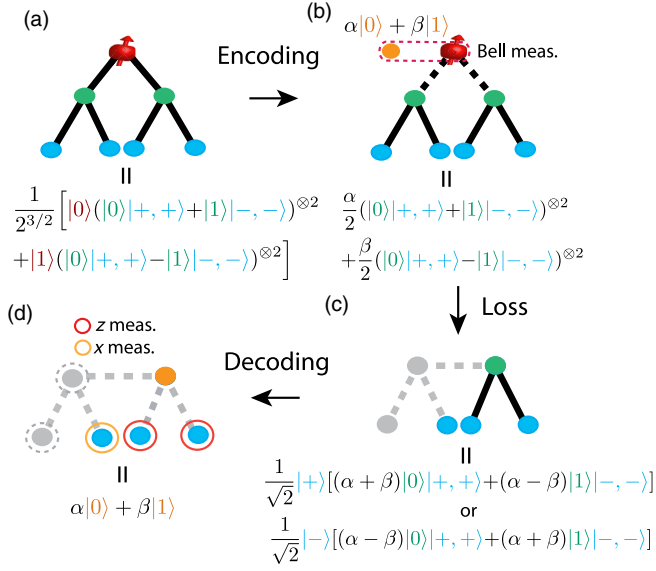 (a)
Encoding
(b)
α|0⟩ + β|1⟩
Bell meas.
=
1/2^{3/2} [|0⟩(|0⟩|+,+⟩+|1⟩|−,−⟩)^{⊗2}
+|1⟩(|0⟩|+,+⟩−|1⟩|−,−⟩)^{⊗2}]
=
α/2 (|0⟩|+,+⟩+|1⟩|−,−⟩)^{⊗2}
+β/2 (|0⟩|+,+⟩−|1⟩|−,−⟩)^{⊗2}
(c)
Loss
(d)
z meas.
x meas.
Decoding
=
α|0⟩ + β|1⟩
=
1/√2 |+⟩[(α+β)|0⟩|+,+⟩+(α−β)|1⟩|−,−⟩]
or
1/√2 |−⟩[(α−β)|0⟩|+,+⟩+(α+β)|1⟩|−,−⟩]